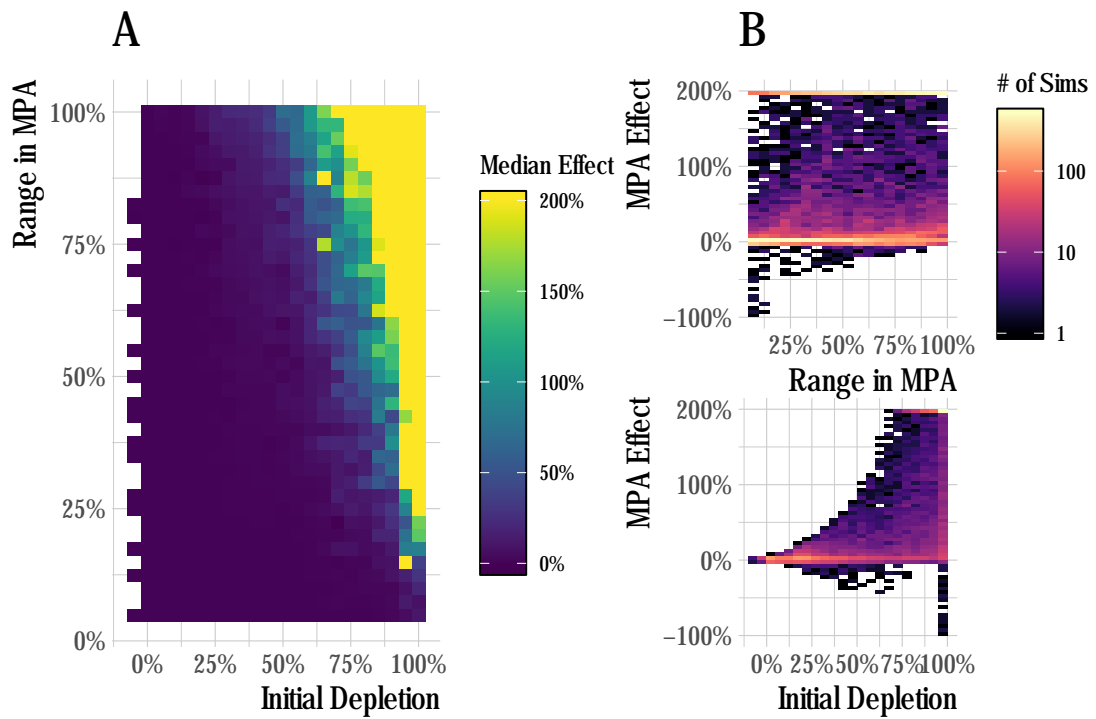 A
Range in MPA
100%
75%
50%
25%
0%
0% 25% 50% 75% 100%
Initial Depletion
Median Effect
200%
150%
100%
50%
0%
B
MPA Effect
200%
100%
0%
−100%
25% 50% 75% 100%
Range in MPA
# of Sims
100
10
1
MPA Effect
200%
100%
0%
−100%
0% 25% 50% 75% 100%
Initial Depletion